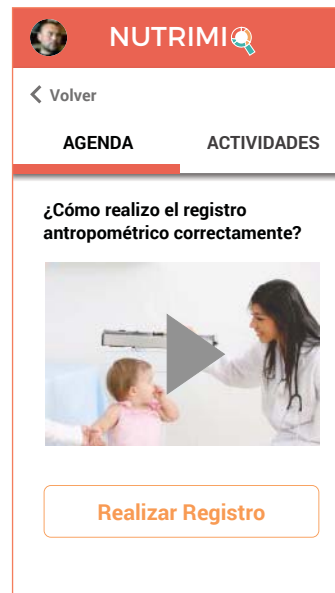 NUTRIMI
Volver
AGENDA ACTIVIDADES
¿Cómo realizo el registro
antropométrico correctamente?
Realizar Registro